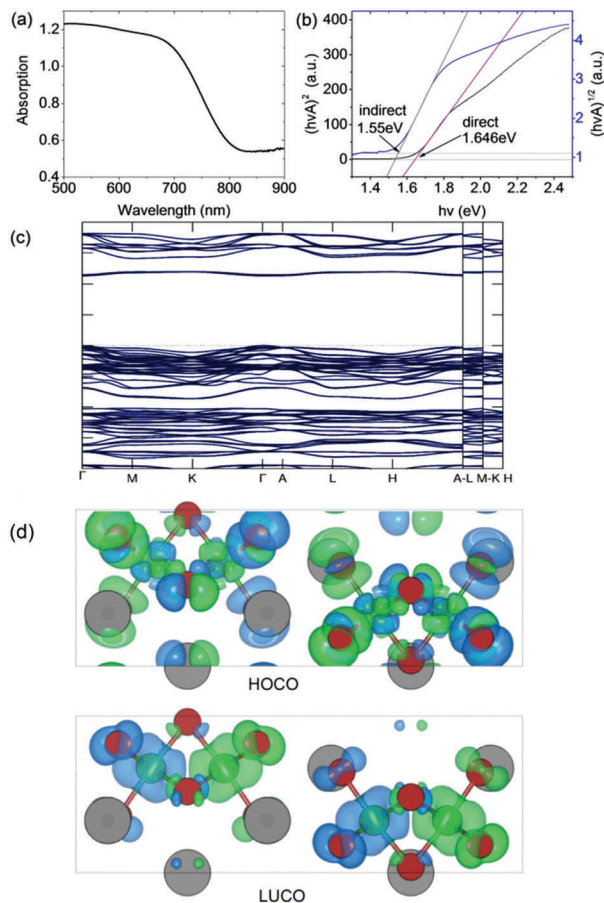 (a)
1.2
1.0
0.8
0.6
0.4
Absorption
500
600
700
800
900
Wavelength (nm)
(b)
400
300
200
100
0
(hνA)² (a.u.)
indirect
1.55eV
direct
1.646eV
4
3
2
1
(hνA)^1/2 (a.u.)
1.4
1.6
1.8
2.0
2.2
2.4
hν (eV)
(c)
Γ M K Γ A L H A-L M-K H
(d)
HOCO
LUCO